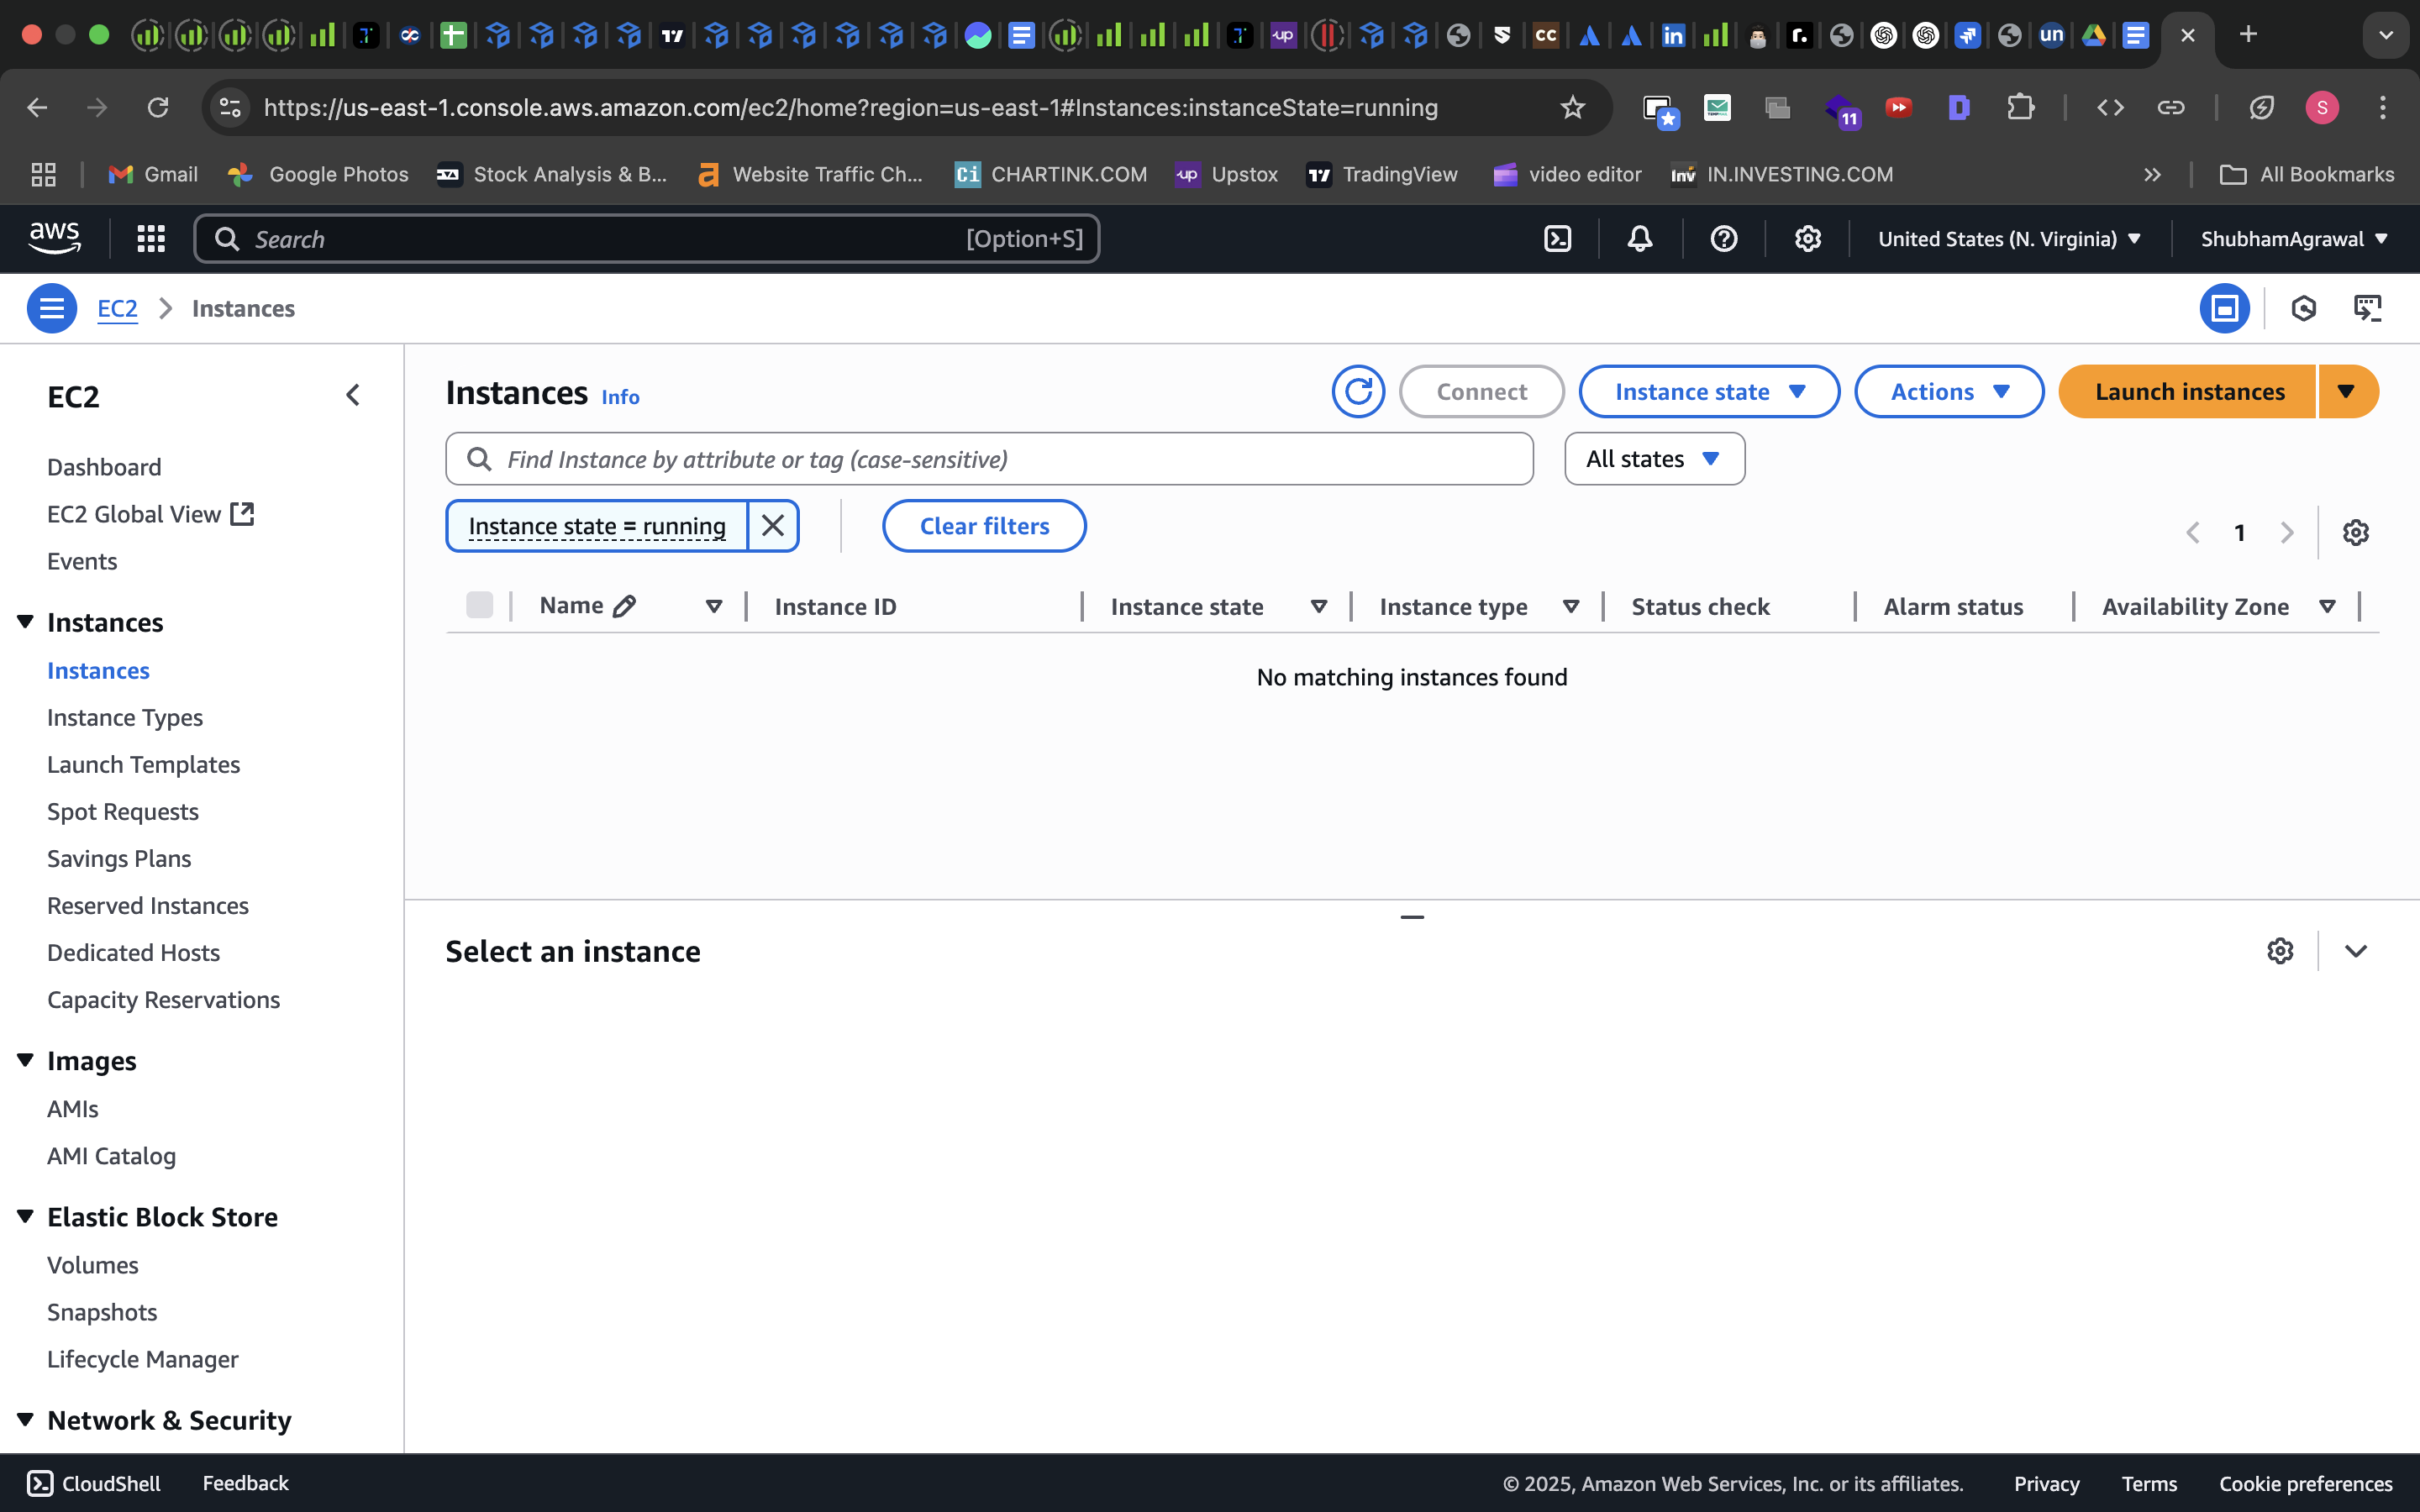 https://us-east-1.console.aws.amazon.com/ec2/home?region=us-east-1#Instances:instanceState=running
11
S
Gmail
Google Photos
Stock Analysis & B...
Website Traffic Ch...
CHARTINK.COM
Upstox
TradingView
video editor
IN.INVESTING.COM
All Bookmarks
aws
Search
[Option+S]
United States (N. Virginia)
ShubhamAgrawal
EC2
Instances
EC2
Dashboard
EC2 Global View
Events
Instances
Instances
Instance Types
Launch Templates
Spot Requests
Savings Plans
Reserved Instances
Dedicated Hosts
Capacity Reservations
Images
AMIs
AMI Catalog
Elastic Block Store
Volumes
Snapshots
Lifecycle Manager
Network & Security
Instances Info
Connect
Instance state
Actions
Launch instances
Find Instance by attribute or tag (case-sensitive)
All states
Instance state = running
Clear filters
1
Name
Instance ID
Instance state
Instance type
Status check
Alarm status
Availability Zone
No matching instances found
Select an instance
CloudShell
Feedback
© 2025, Amazon Web Services, Inc. or its affiliates.
Privacy
Terms
Cookie preferences